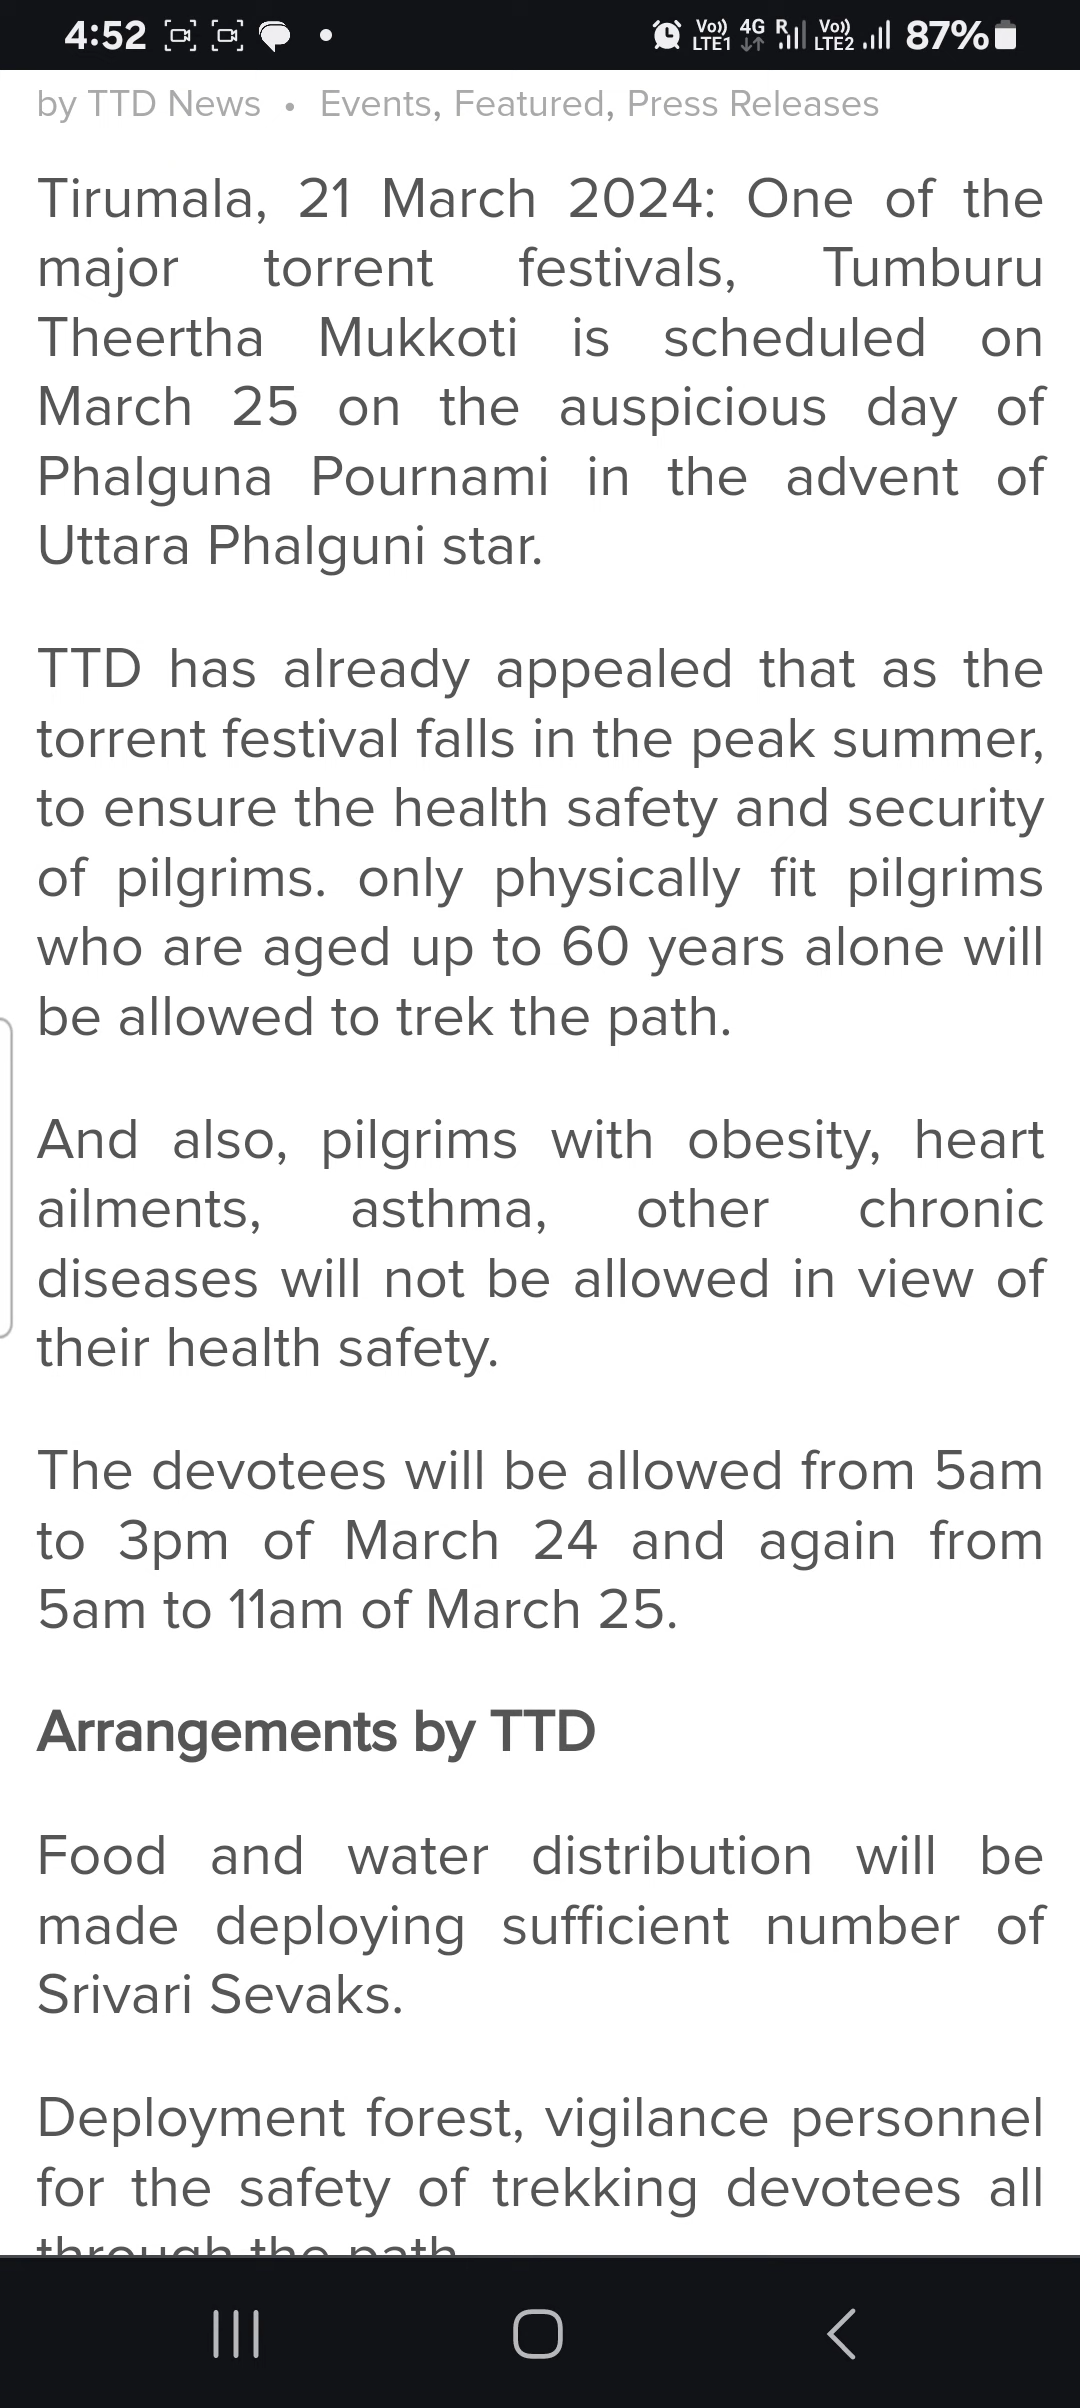 4:52
Vo)) LTE1 4G R Vo)) LTE2 87%
by TTD News • Events, Featured, Press Releases
Tirumala, 21 March 2024: One of the
major torrent festivals, Tumburu
Theertha Mukkoti is scheduled on
March 25 on the auspicious day of
Phalguna Pournami in the advent of
Uttara Phalguni star.
TTD has already appealed that as the
torrent festival falls in the peak summer,
to ensure the health safety and security
of pilgrims. only physically fit pilgrims
who are aged up to 60 years alone will
be allowed to trek the path.
And also, pilgrims with obesity, heart
ailments, asthma, other chronic
diseases will not be allowed in view of
their health safety.
The devotees will be allowed from 5am
to 3pm of March 24 and again from
5am to 11am of March 25.
Arrangements by TTD
Food and water distribution will be
made deploying sufficient number of
Srivari Sevaks.
Deployment forest, vigilance personnel
for the safety of trekking devotees all
through the path